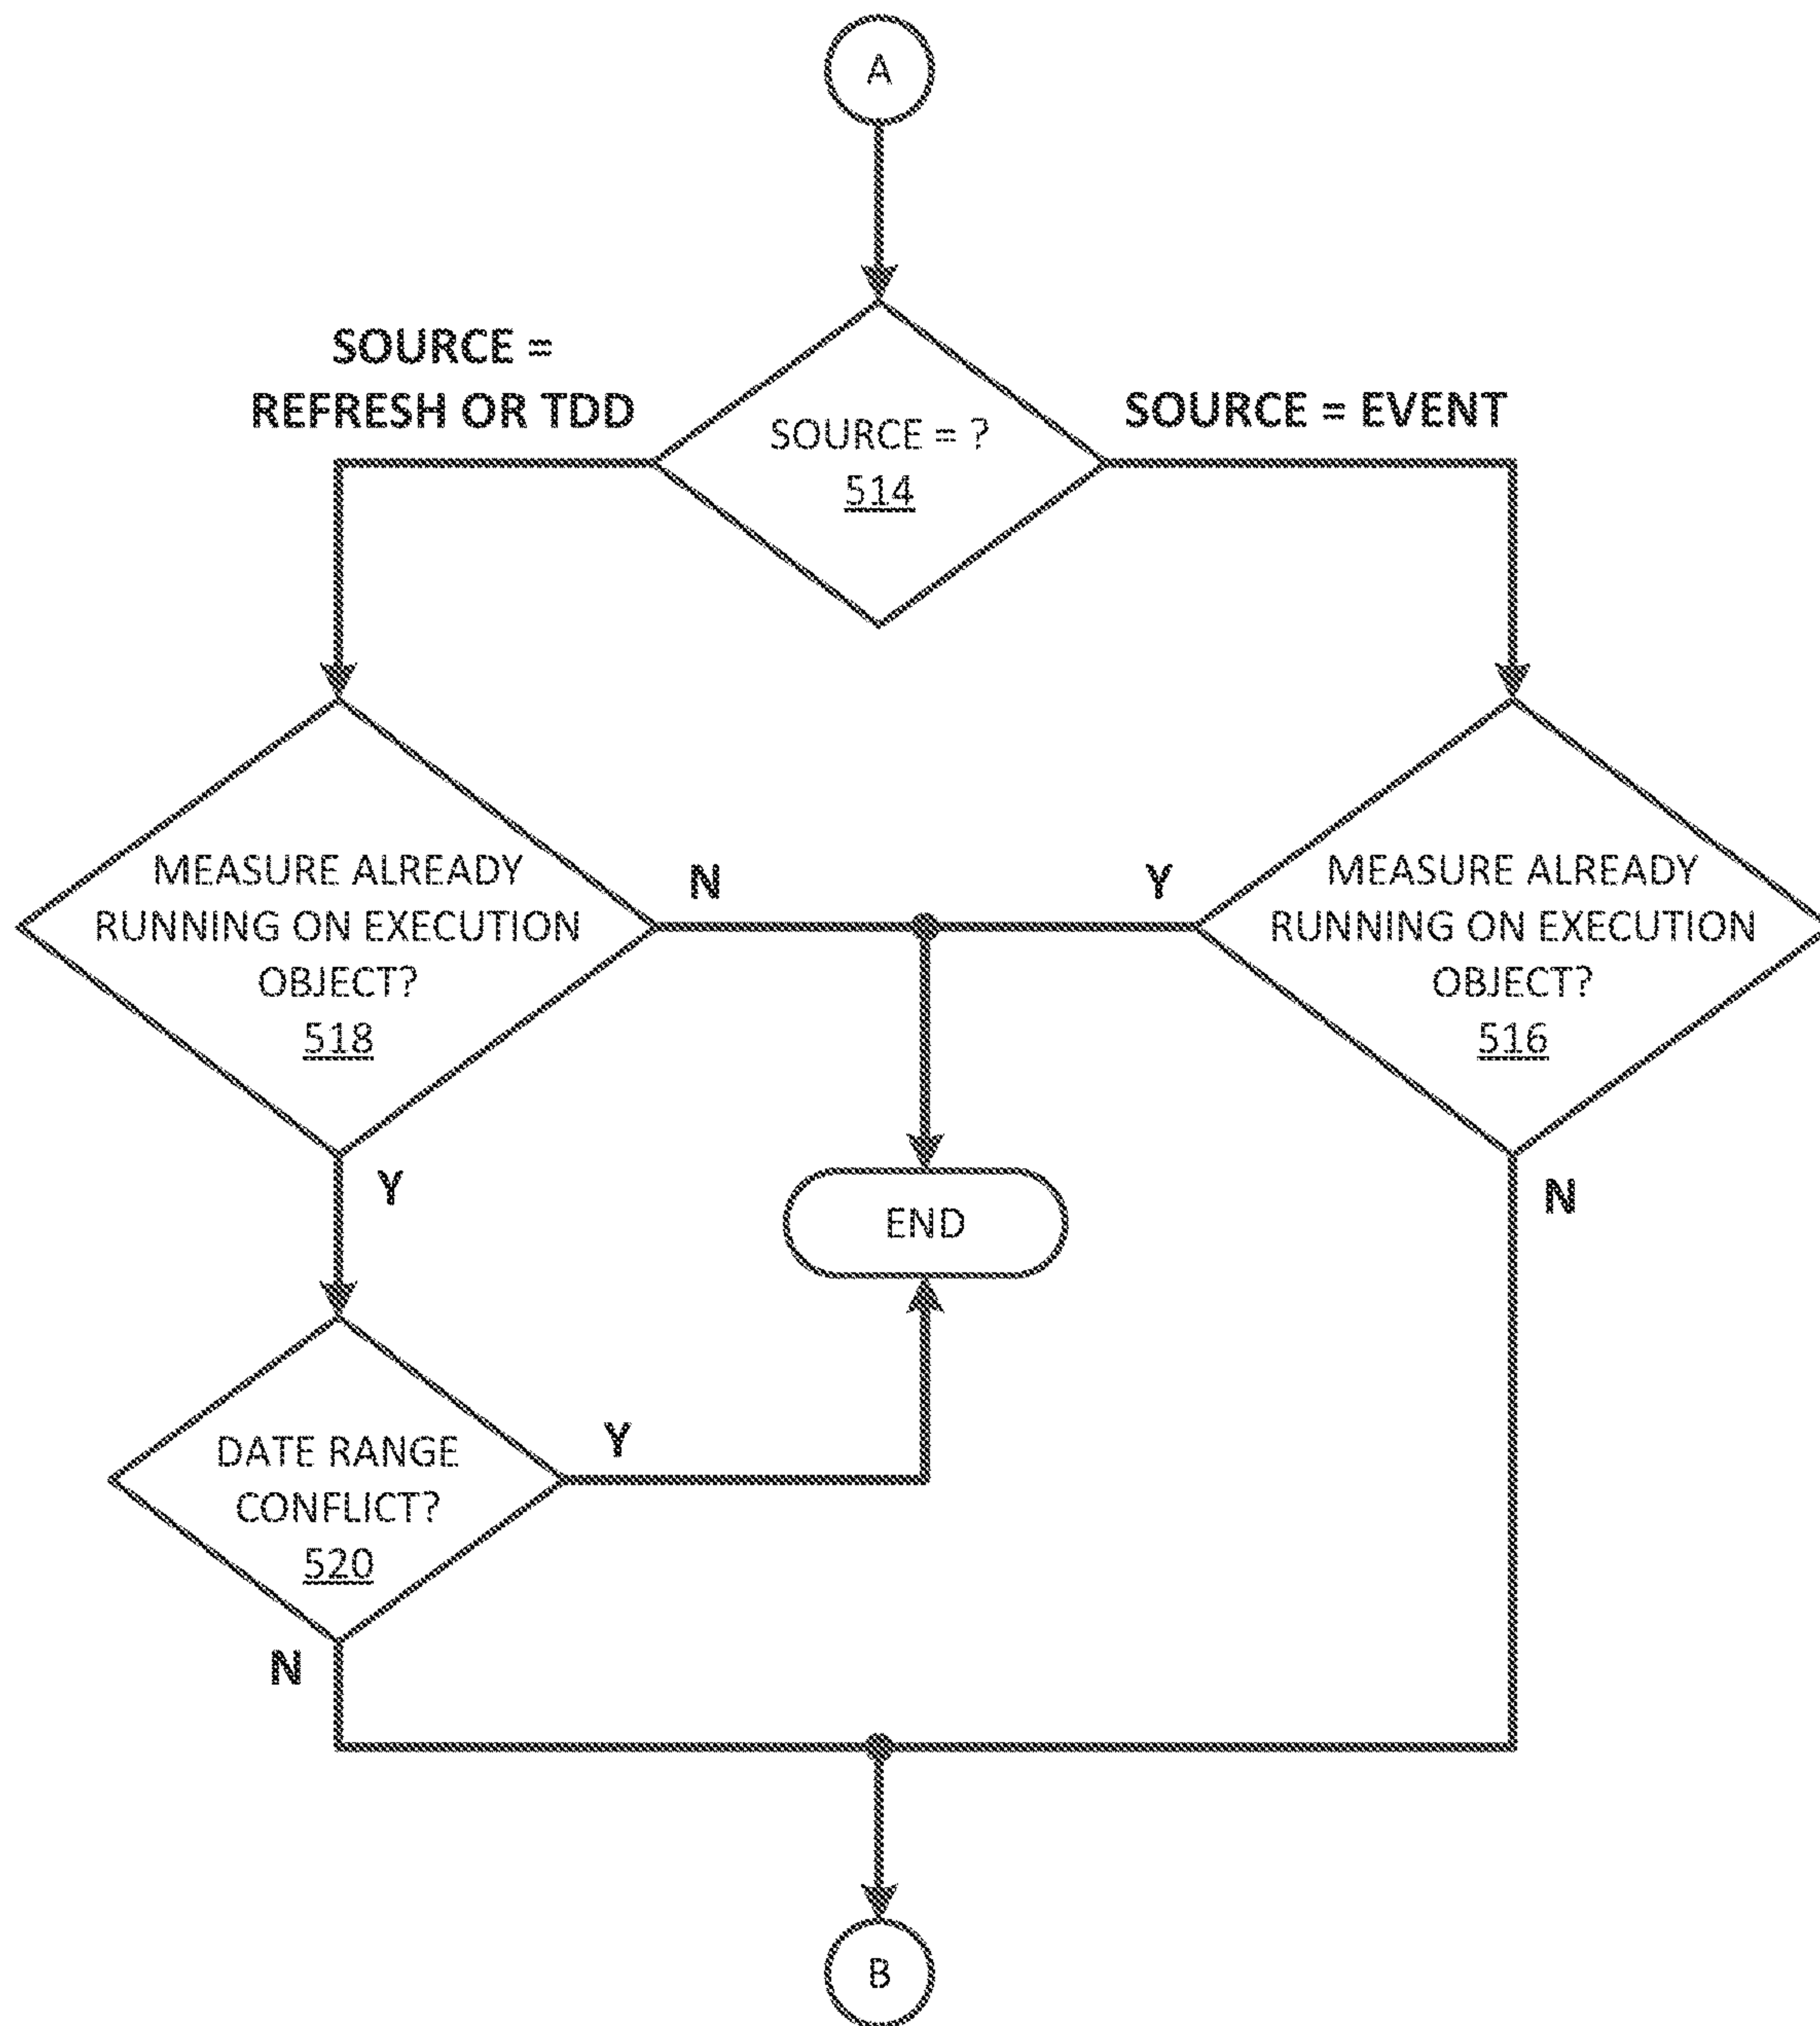 A
SOURCE =
REFRESH OR TDD
SOURCE = ?
514
SOURCE = EVENT
MEASURE ALREADY
RUNNING ON EXECUTION
OBJECT?
518
N
Y
MEASURE ALREADY
RUNNING ON EXECUTION
OBJECT?
516
Y
END
N
DATE RANGE
CONFLICT?
520
Y
N
B